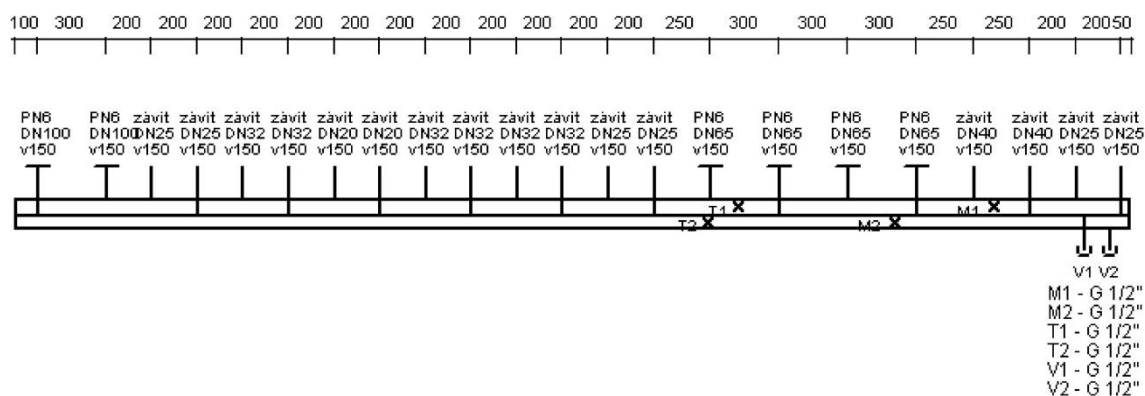 100 300 200 200 200 200 200 200 200 200 200 200 200 200 250 300 300 300 250 250 200 200 50
PN6 PN6 závit závit závit závit závit závit závit závit závit závit závit závit PN6 PN6 PN6 PN6 závit závit závit závit
DN100 DN100 DN25 DN25 DN32 DN32 DN20 DN20 DN32 DN32 DN32 DN32 DN25 DN25 DN65 DN65 DN65 DN65 DN40 DN40 DN25 DN25
v150 v150 v150 v150 v150 v150 v150 v150 v150 v150 v150 v150 v150 v150 v150 v150 v150 v150 v150 v150 v150 v150
T1 M1
T2 M2
V1 V2
M1 - G 1/2"
M2 - G 1/2"
T1 - G 1/2"
T2 - G 1/2"
V1 - G 1/2"
V2 - G 1/2"